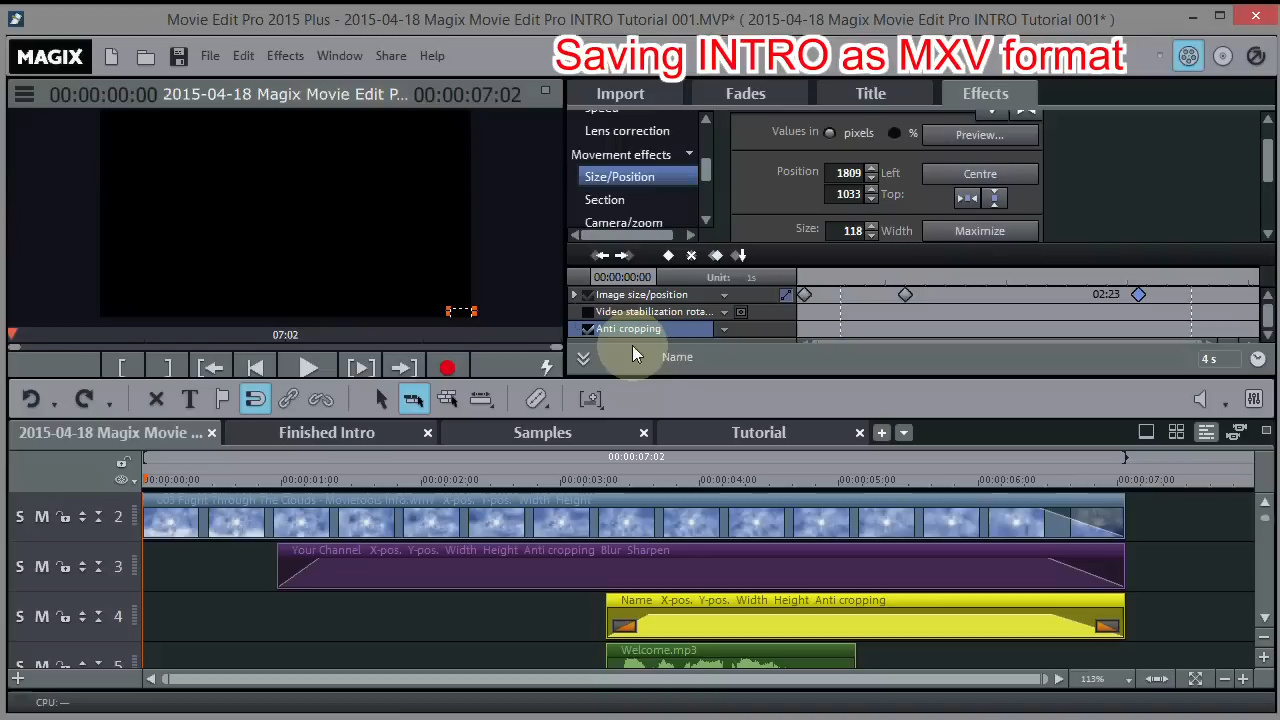 Movie Edit Pro 2015 Plus - 2015-04-18 Magix Movie Edit Pro INTRO Tutorial 001.MVP* ( 2015-04-18 Magix Movie Edit Pro INTRO Tutorial 001* )
MAGIX File Edit Effects Window Share Help
Saving INTRO as MXV format
00:00:00:00 2015-04-18 Magix Movie Edit P... 00:00:07:02
Import Fades Title Effects
Lens correction
Movement effects
Size/Position
Section
Camera/zoom
Values in pixels % Preview...
Position 1809 Left Centre
1033 Top:
Size: 118 Width Maximize
00:00:00:00 Unit: 1s
Image size/position 02:23
Video stabilization rota...
Anti cropping
07:02
Name 4 s
2015-04-18 Magix Movie ... Finished Intro Samples Tutorial
00:00:07:02
00:00:00:00 00:00:01:00 00:00:02:00 00:00:03:00 00:00:04:00 00:00:05:00 00:00:06:00 00:00:07:00
003 Flight Through The Clouds - Movietools Info.wmv* X-pos. Y-pos. Width Height
S M 2
Your Channel X-pos. Y-pos. Width Height Anti cropping Blur Sharpen
S M 3
Name X-pos. Y-pos. Width Height Anti cropping
S M 4
Welcome.mp3
S M 5
113%
CPU: —